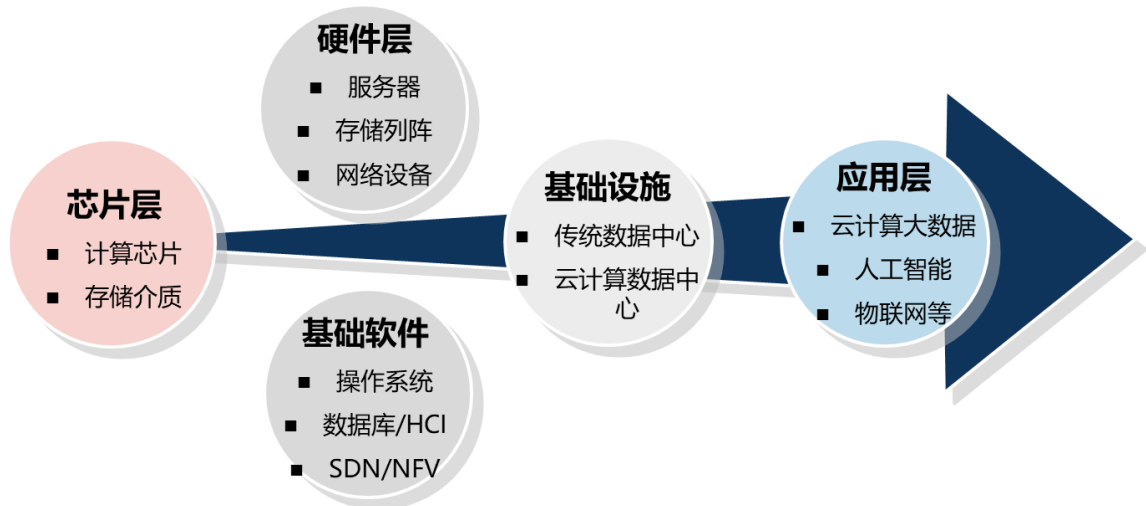 芯片层
■ 计算芯片
■ 存储介质
硬件层
■ 服务器
■ 存储列阵
■ 网络设备
基础软件
■ 操作系统
■ 数据库/HCI
■ SDN/NFV
基础设施
■ 传统数据中心
■ 云计算数据中
心
应用层
■ 云计算大数据
■ 人工智能
■ 物联网等